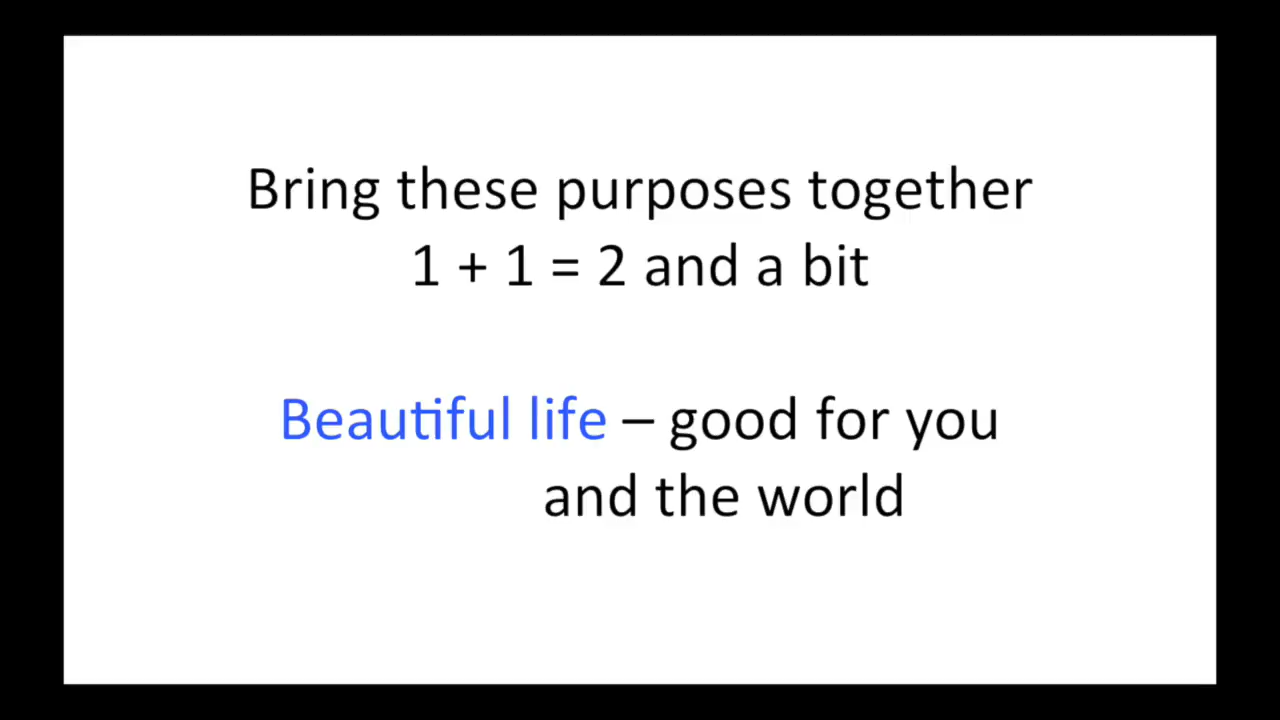 Bring these purposes together
1 + 1 = 2 and a bit
Beautiful life – good for you
and the world